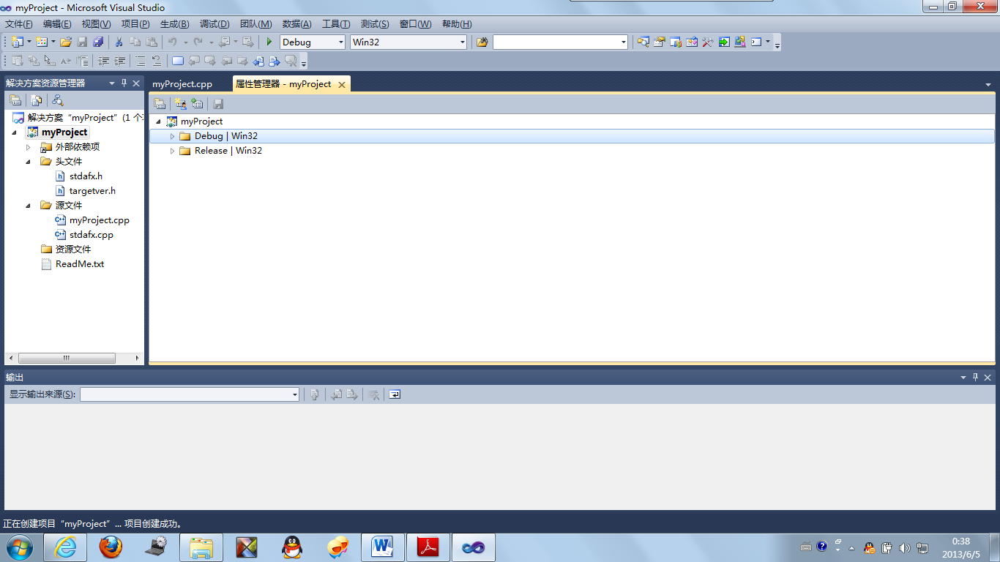 myProject - Microsoft Visual Studio
文件(F) 编辑(E) 视图(V) 项目(P) 生成(B) 调试(D) 团队(M) 数据(A) 工具(T) 测试(S) 窗口(W) 帮助(H)
Debug Win32
解决方案资源管理器
myProject.cpp 属性管理器 - myProject
解决方案“myProject”(1 个
myProject
外部依赖项
头文件
stdafx.h
targetver.h
源文件
myProject.cpp
stdafx.cpp
资源文件
ReadMe.txt
myProject
Debug | Win32
Release | Win32
输出
显示输出来源(S):
正在创建项目“myProject”... 项目创建成功。
0:38
2013/6/5